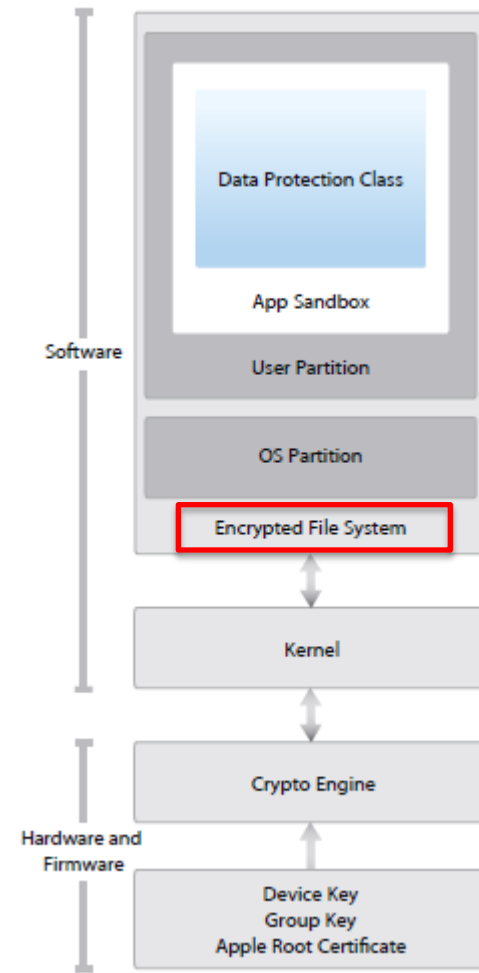 Data Protection Class
App Sandbox
Software
User Partition
OS Partition
Encrypted File System
Kernel
Crypto Engine
Hardware and
Firmware
Device Key
Group Key
Apple Root Certificate